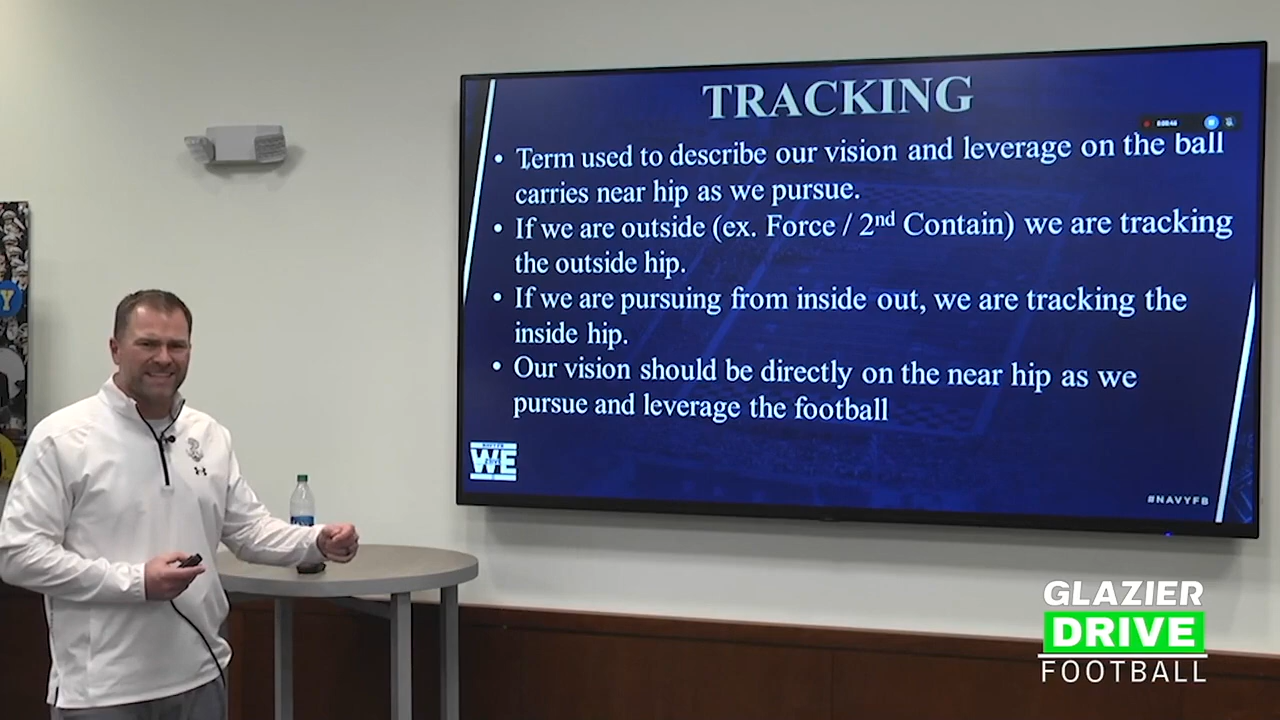 TRACKING
• Term used to describe our vision and leverage on the ball
carries near hip as we pursue.
• If we are outside (ex. Force / 2nd Contain) we are tracking
the outside hip.
• If we are pursuing from inside out, we are tracking the
inside hip.
• Our vision should be directly on the near hip as we
pursue and leverage the football
WE
#NAVYFB
Y
GLAZIER
DRIVE
FOOTBALL